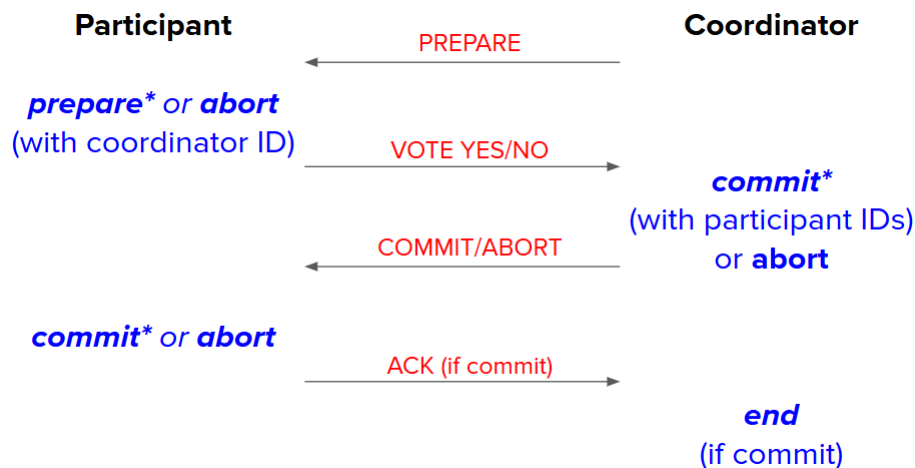 Participant
Coordinator
PREPARE
prepare* or abort
(with coordinator ID)
VOTE YES/NO
commit*
(with participant IDs)
or abort
COMMIT/ABORT
commit* or abort
ACK (if commit)
end
(if commit)